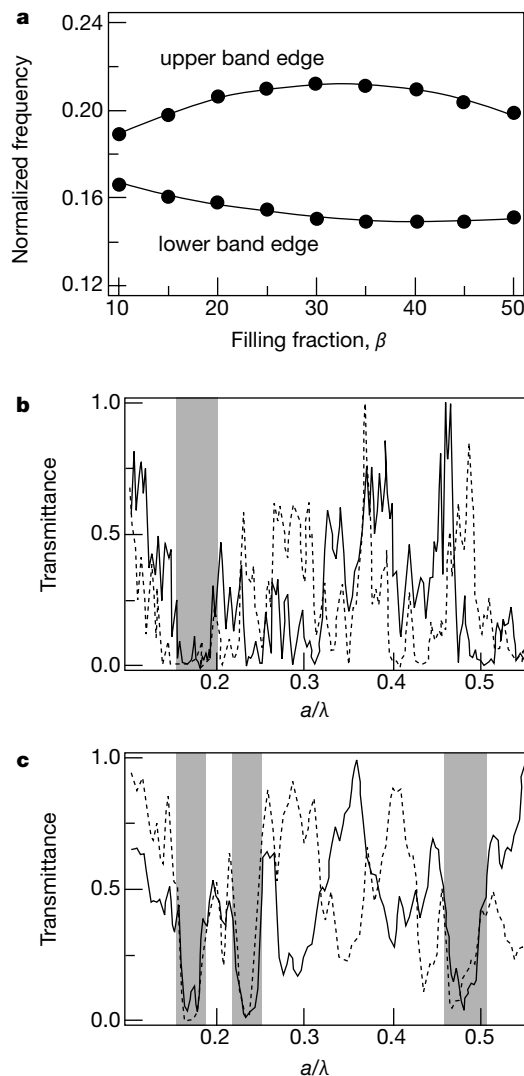 a
0.24
0.20
0.16
0.12
Normalized frequency
upper band edge
lower band edge
10 20 30 40 50
Filling fraction, β
b
1.0
0.5
0.0
Transmittance
0.2 0.3 0.4 0.5
a/λ
c
1.0
0.5
0.0
Transmittance
0.2 0.3 0.4 0.5
a/λ